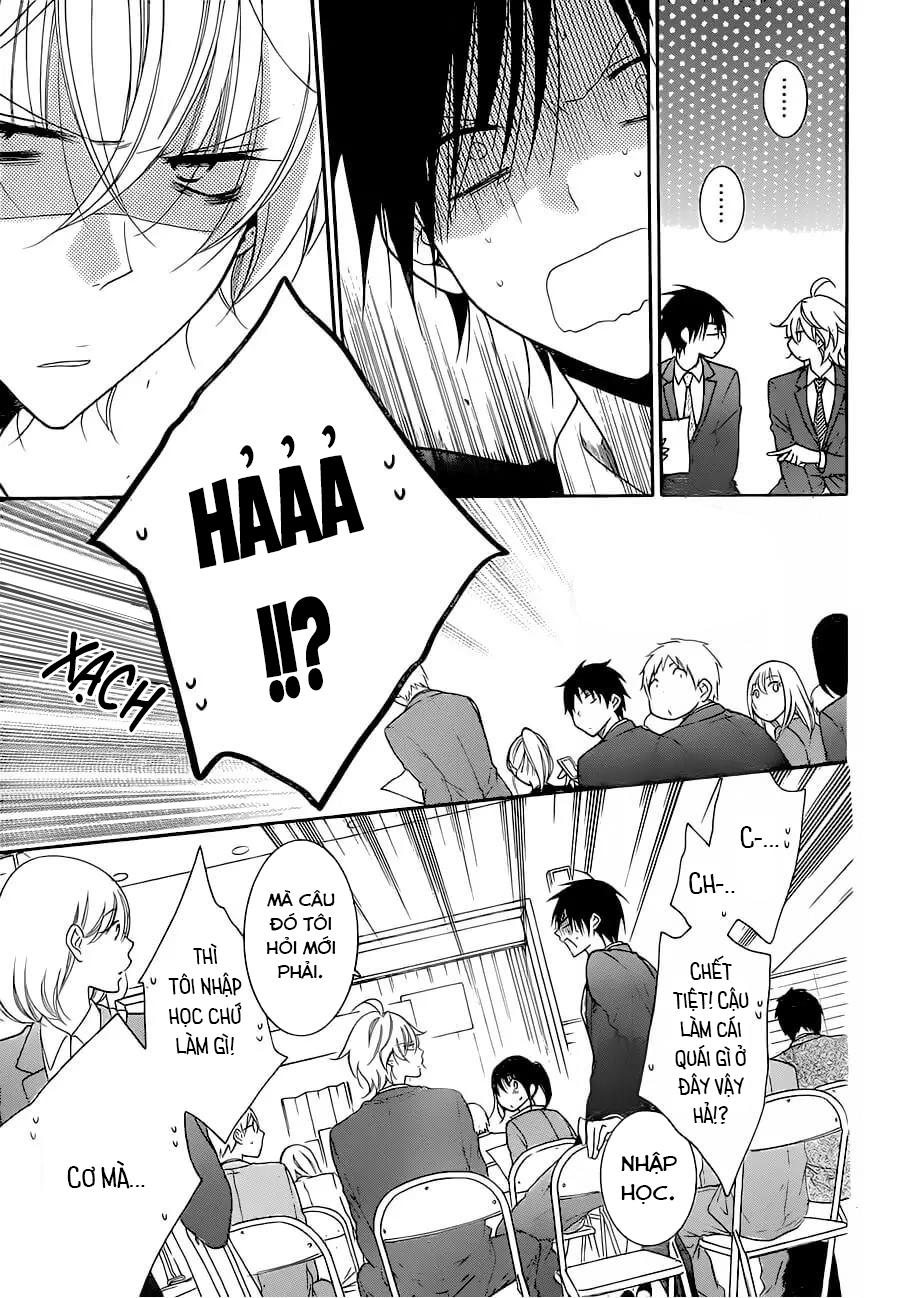 ......
......
HẢẢẢ
!!?
XẠCH
C-...
CH-..
CHẾT
TIỆT! CẬU
LÀM CÁI
QUÁI GÌ Ở
ĐÂY VẬY
HẢ!?
NHẬP
HỌC.
MÀ CÂU
ĐÓ TÔI
HỎI MỚI
PHẢI.
THÌ
TÔI NHẬP
HỌC CHỨ
LÀM GÌ!
CƠ MÀ...